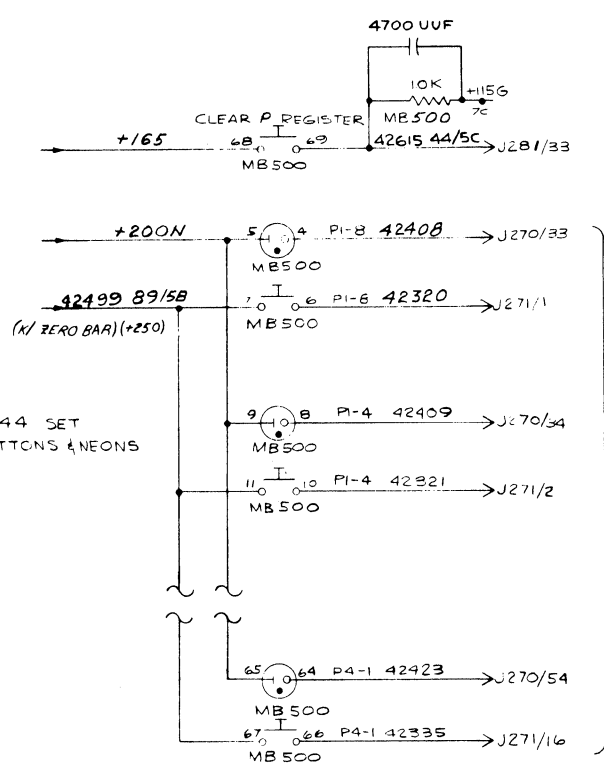 4700 UUF
10K
+115G
7C
MB500
CLEAR P REGISTER
+165
68
69
42615 44/5C
J281/33
MB500
+200N
5
4
P1-8
42408
J270/33
MB500
42499 89/5B
7
6
P1-8
42320
J271/1
(K/ ZERO BAR)(+250)
MB500
44 SET
TTONS & NEONS
9
8
P1-4
42409
J270/34
MB500
11
10
P1-4
42321
J271/2
MB500
65
64
P4-1
42423
J270/54
MB500
67
66
P4-1
42335
J271/16
MB500